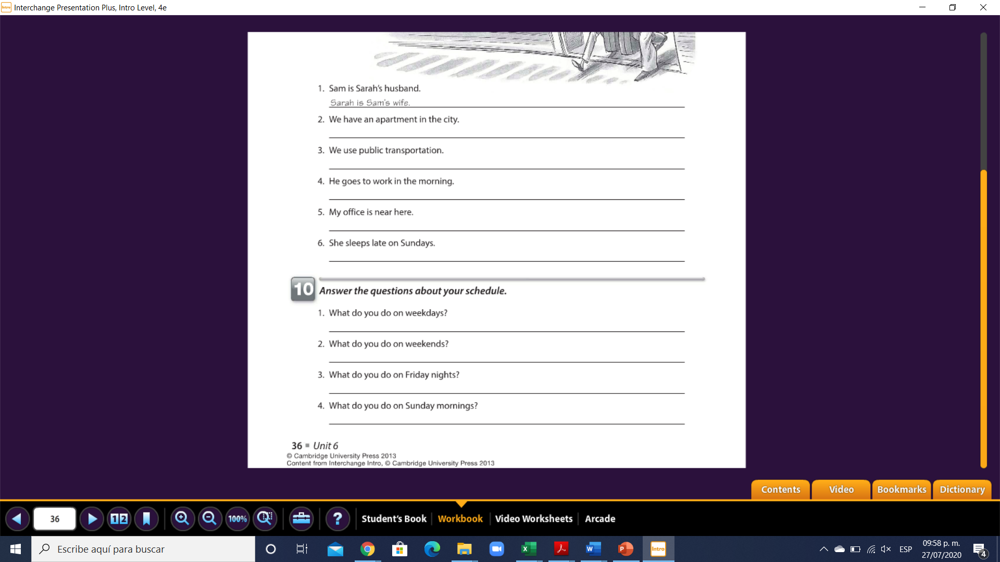 Interchange Presentation Plus, Intro Level, 4e
1. Sam is Sarah's husband.
Sarah is Sam's wife.
2. We have an apartment in the city.
3. We use public transportation.
4. He goes to work in the morning.
5. My office is near here.
6. She sleeps late on Sundays.
10 Answer the questions about your schedule.
1. What do you do on weekdays?
2. What do you do on weekends?
3. What do you do on Friday nights?
4. What do you do on Sunday mornings?
36 ▪ Unit 6
© Cambridge University Press 2013
Content from Interchange Intro, © Cambridge University Press 2013
Contents Video Bookmarks Dictionary
36 1 2 100% ? Student's Book Workbook Video Worksheets Arcade
Escribe aquí para buscar
Intro
ESP
09:58 p. m.
27/07/2020
4